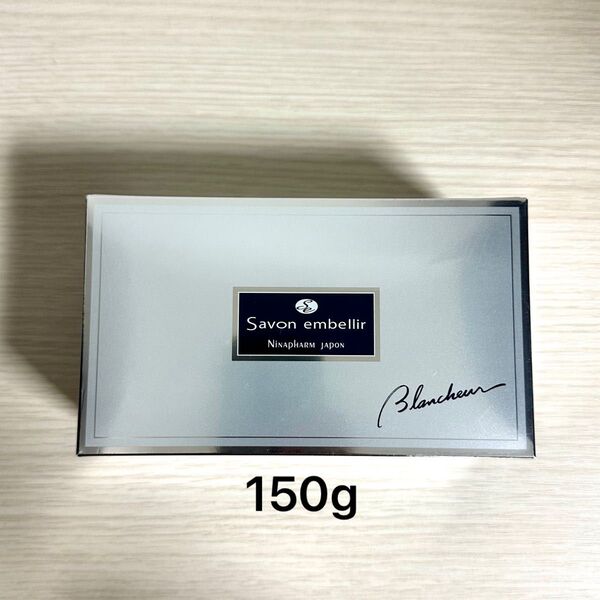 Savon embellir
NINAPHARM JAPON
Blancheur
150g